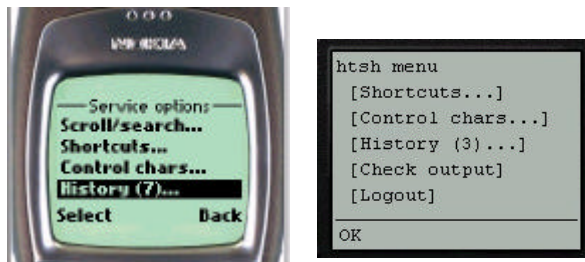 NOKIA
Service options
Scroll/search...
Shortcuts...
Control chars...
History (7)...
Select Back
htsh menu
[Shortcuts...]
[Control chars...]
[History (3)...]
[Check output]
[Logout]
OK